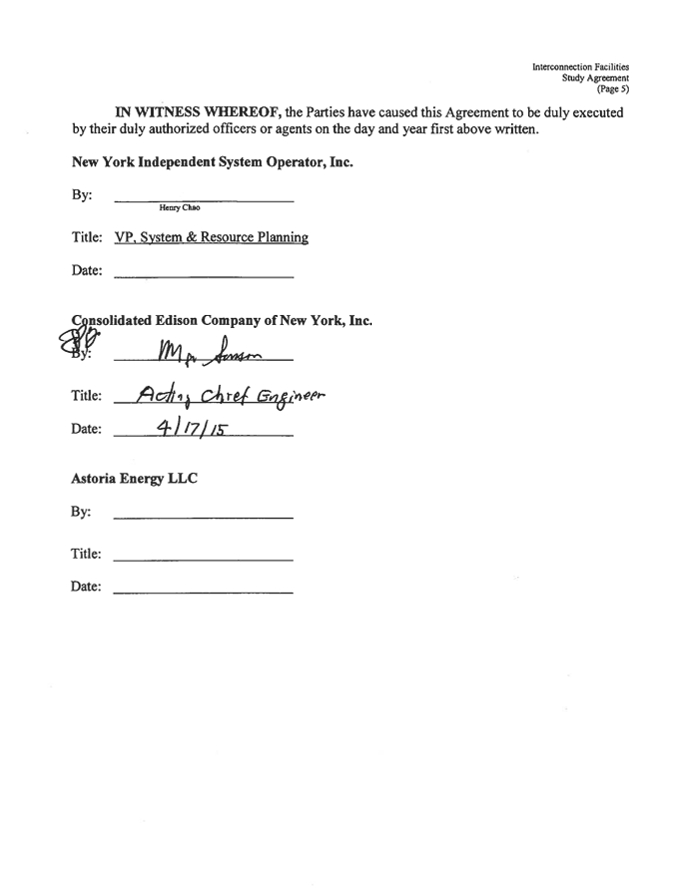 Interconnection Facilities
Study Agreement
(Page 5)
IN WITNESS WHEREOF, the Parties have caused this Agreement to be duly executed
by their duly authorized officers or agents on the day and year first above written.
New York Independent System Operator, Inc.
By:
Henry Chao
Title: VP, System & Resource Planning
Date:
Consolidated Edison Company of New York, Inc.
By:
Title: Acting Chief Engineer
Date: 4/17/15
Astoria Energy LLC
By:
Title:
Date: